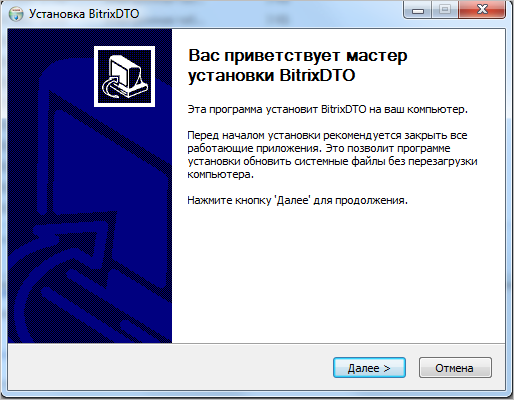 Установка BitrixDTO
Вас приветствует мастер
установки BitrixDTO
Эта программа установит BitrixDTO на ваш компьютер.
Перед началом установки рекомендуется закрыть все
работающие приложения. Это позволит программе
установки обновить системные файлы без перезагрузки
компьютера.
Нажмите кнопку 'Далее' для продолжения.
Далее >
Отмена